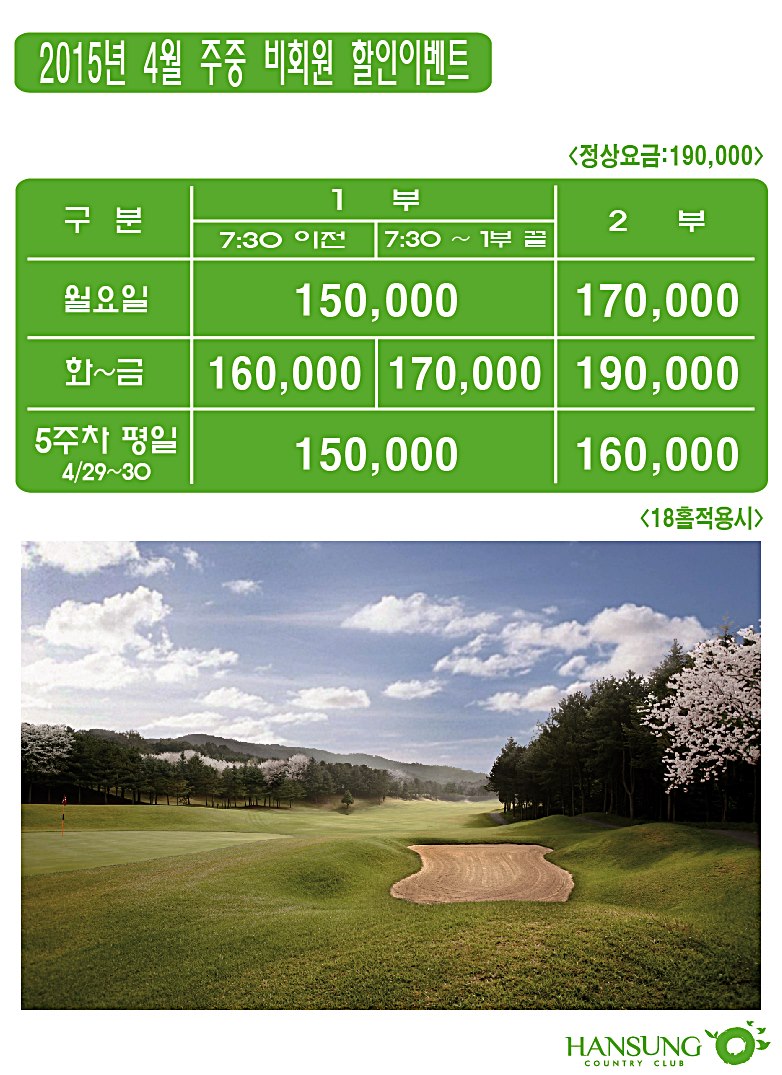 2015년 4월 주중 비회원 할인이벤트
<정상요금:190,000>
구 분
1 부
2 부
7:30 이전
7:30 ~ 1부 끝
월요일 150,000 170,000
화~금 160,000 170,000 190,000
5주차 평일
4/29~30
150,000 160,000
<18홀적용시>
HANSUNG
COUNTRY CLUB